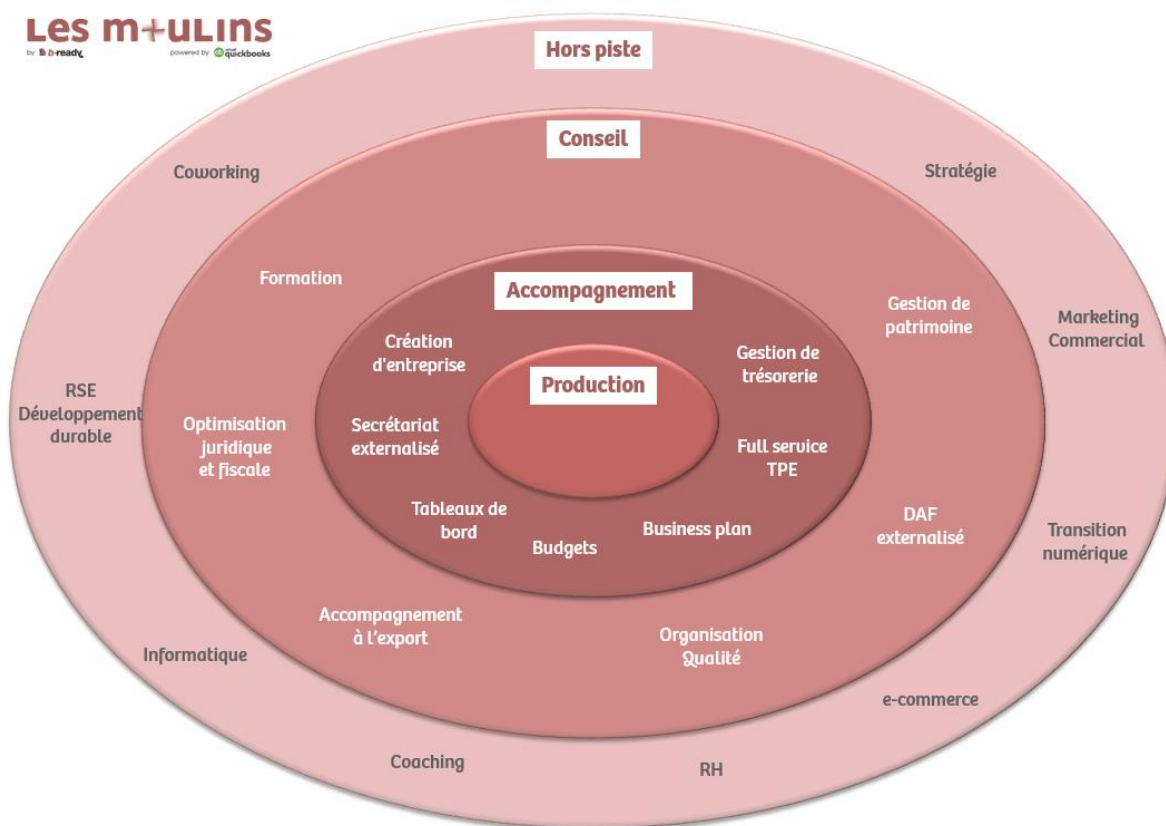 Les m+uLins
by b-ready
powered by intuit quickbooks
Hors piste
Conseil
Coworking
Stratégie
Formation
Accompagnement
Gestion de
patrimoine
Marketing
Commercial
Création
d'entreprise
Gestion de
trésorerie
Production
RSE
Développement
durable
Optimisation
juridique
et fiscale
Secrétariat
externalisé
Full service
TPE
Tableaux de
bord
Budgets
Business plan
DAF
externalisé
Transition
numérique
Accompagnement
à l'export
Organisation
Qualité
Informatique
e-commerce
Coaching
RH